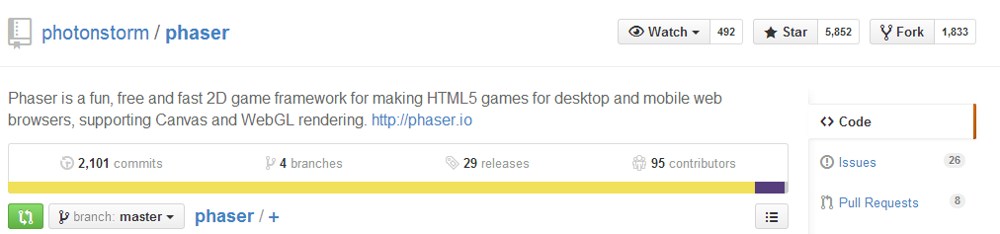 photonstorm / phaser
Watch 492
Star 5,852
Fork 1,833
Phaser is a fun, free and fast 2D game framework for making HTML5 games for desktop and mobile web
browsers, supporting Canvas and WebGL rendering. http://phaser.io
2,101 commits
4 branches
29 releases
95 contributors
branch: master
phaser / +
Code
Issues 26
Pull Requests 8